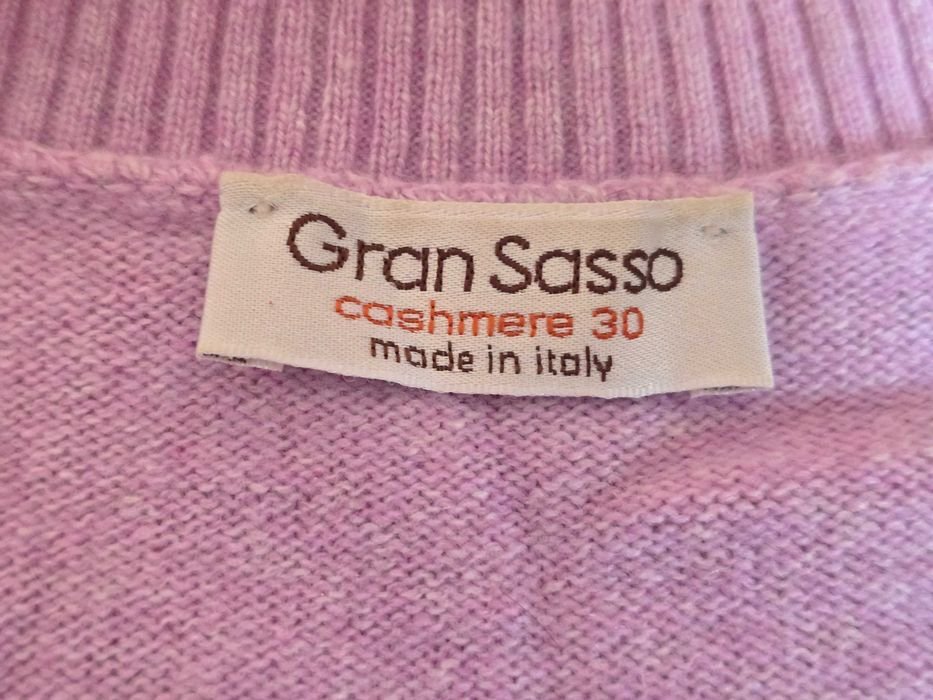 Gran Sasso
cashmere 30
made in italy